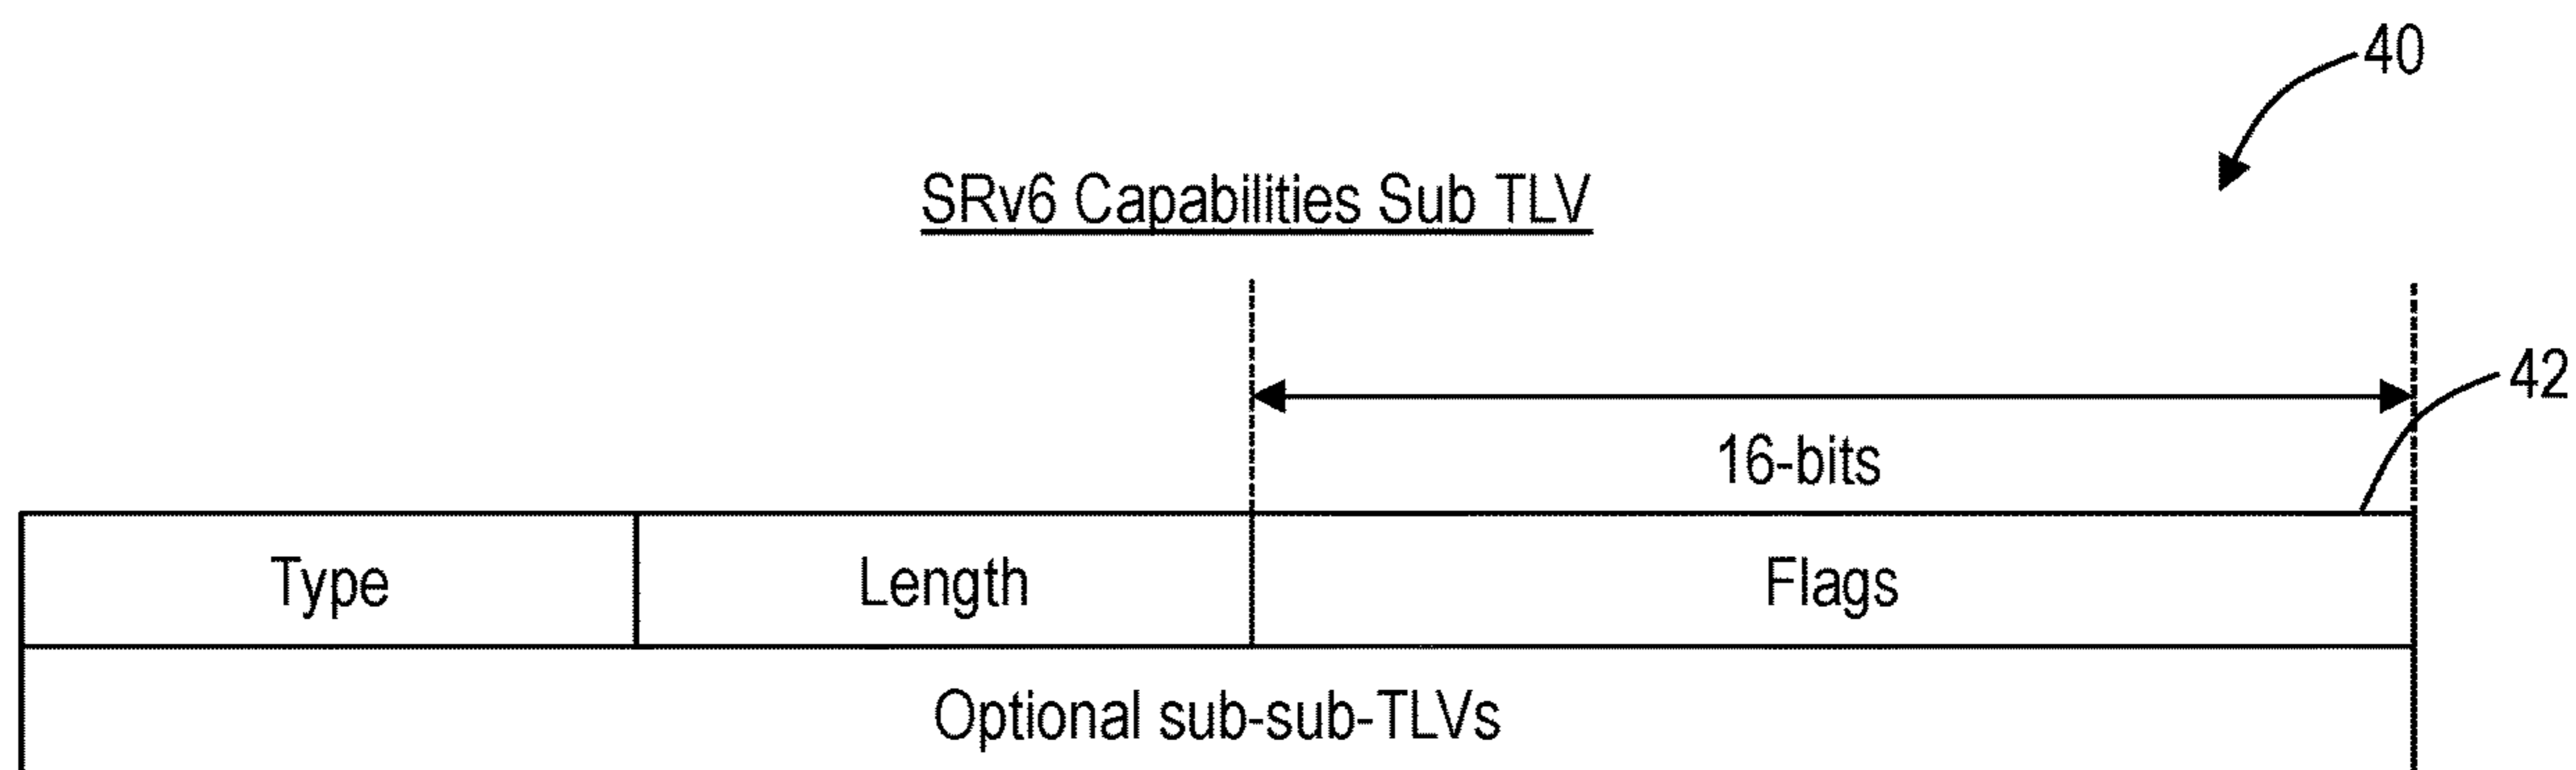 40
SRv6 Capabilities Sub TLV
42
16-bits
Type Length Flags
Optional sub-sub-TLVs